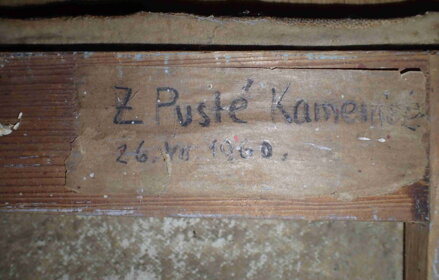 Z Pusté Kamenice
26. VII 1960.